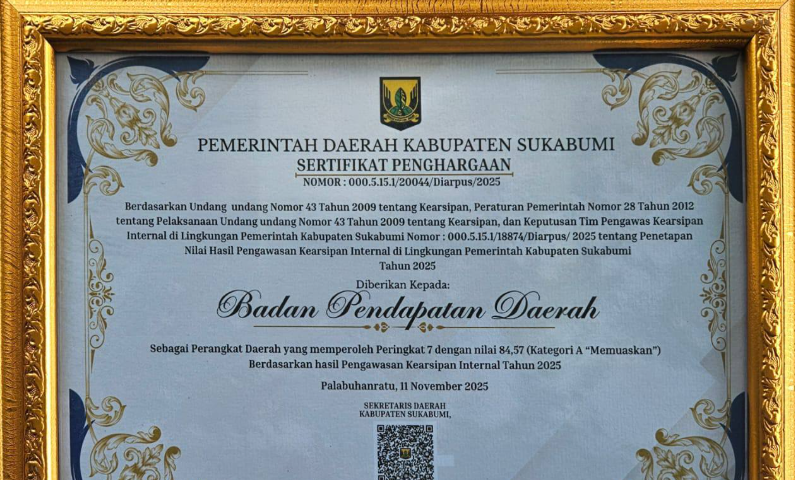 PEMERINTAH DAERAH KABUPATEN SUKABUMI
SERTIFIKAT PENGHARGAAN
NOMOR : 000.5.15.1/20044/Diarpus/2025
Berdasarkan Undang undang Nomor 43 Tahun 2009 tentang Kearsipan, Peraturan Pemerintah Nomor 28 Tahun 2012
tentang Pelaksanaan Undang undang Nomor 43 Tahun 2009 tentang Kearsipan, dan Keputusan Tim Pengawas Kearsipan
Internal di Lingkungan Pemerintah Kabupaten Sukabumi Nomor : 000.5.15.1/18874/Diarpus/ 2025 tentang Penetapan
Nilai Hasil Pengawasan Kearsipan Internal di Lingkungan Pemerintah Kabupaten Sukabumi
Tahun 2025
Diberikan Kepada:
Badan Pendapatan Daerah
Sebagai Perangkat Daerah yang memperoleh Peringkat 7 dengan nilai 84,57 (Kategori A “Memuaskan”)
Berdasarkan hasil Pengawasan Kearsipan Internal Tahun 2025
Palabuhanratu, 11 November 2025
SEKRETARIS DAERAH
KABUPATEN SUKABUMI,